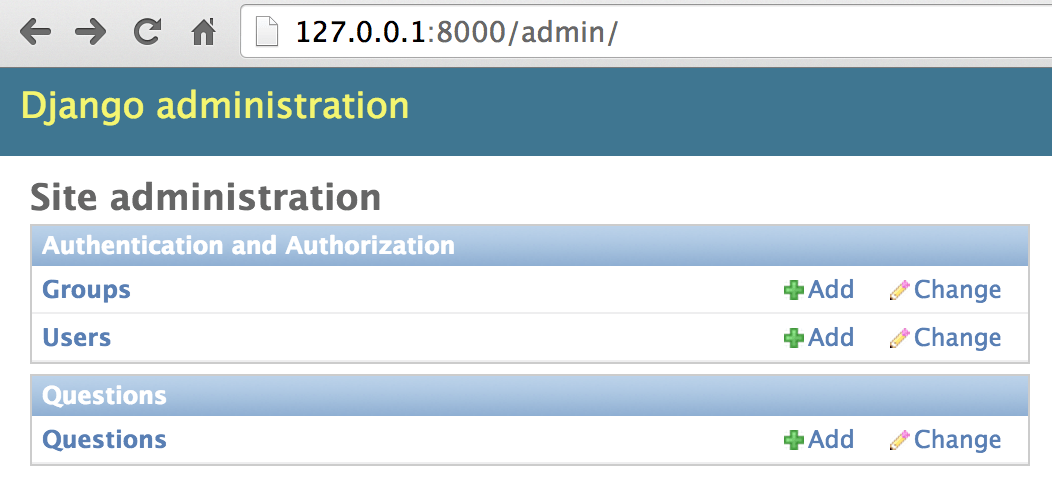 127.0.0.1:8000/admin/
Django administration
Site administration
Authentication and Authorization
Groups Add Change
Users Add Change
Questions
Questions Add Change